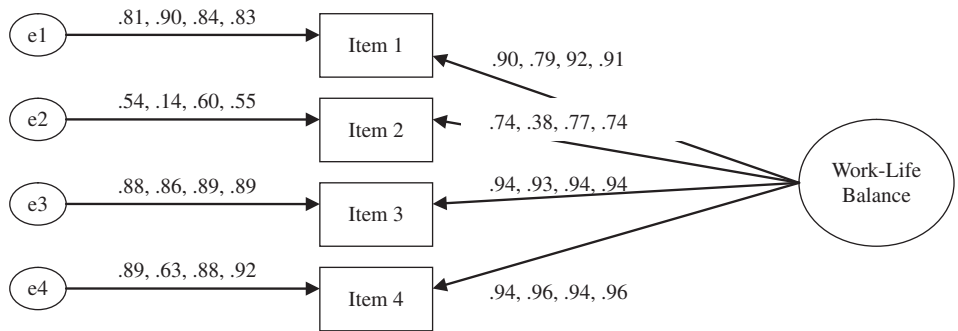 .81, .90, .84, .83
e1
Item 1
.90, .79, 92, .91
.54, .14, .60, .55
e2
Item 2
.74, .38, .77, .74
.88, .86, .89, .89
e3
Item 3
.94, .93, .94, .94
Work-Life
Balance
.89, .63, .88, .92
e4
Item 4
.94, .96, .94, .96